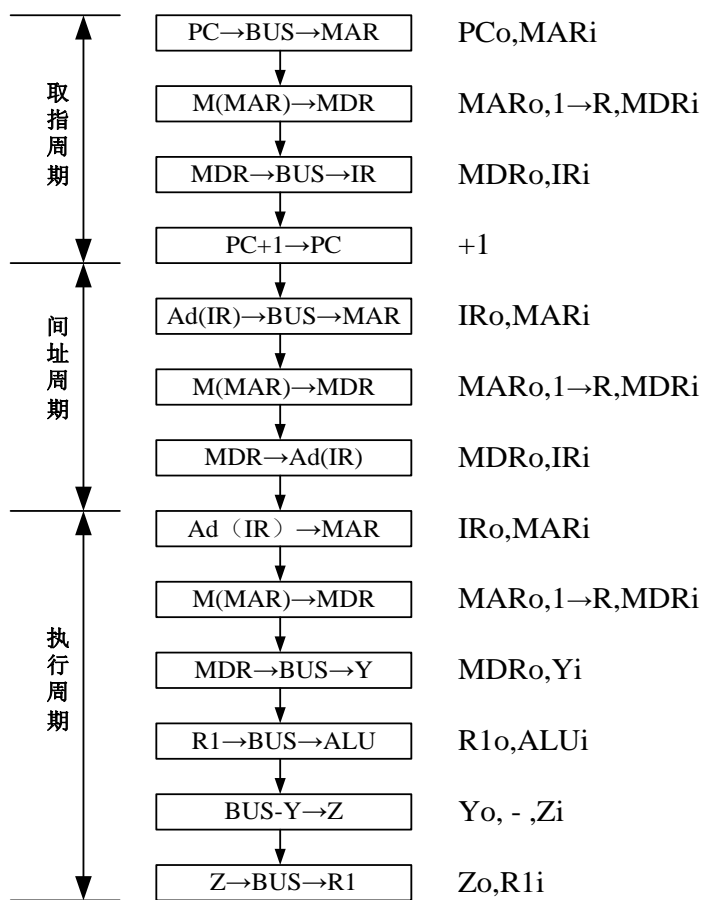 PC→BUS→MAR PCo,MARi
M(MAR)→MDR MARo,1→R,MDRi
取指周期
MDR→BUS→IR MDRo,IRi
PC+1→PC +1
Ad(IR)→BUS→MAR IRo,MARi
间址周期
M(MAR)→MDR MARo,1→R,MDRi
MDR→Ad(IR) MDRo,IRi
Ad（IR）→MAR IRo,MARi
M(MAR)→MDR MARo,1→R,MDRi
执行周期
MDR→BUS→Y MDRo,Yi
R1→BUS→ALU R1o,ALUi
BUS-Y→Z Yo, - ,Zi
Z→BUS→R1 Zo,R1i